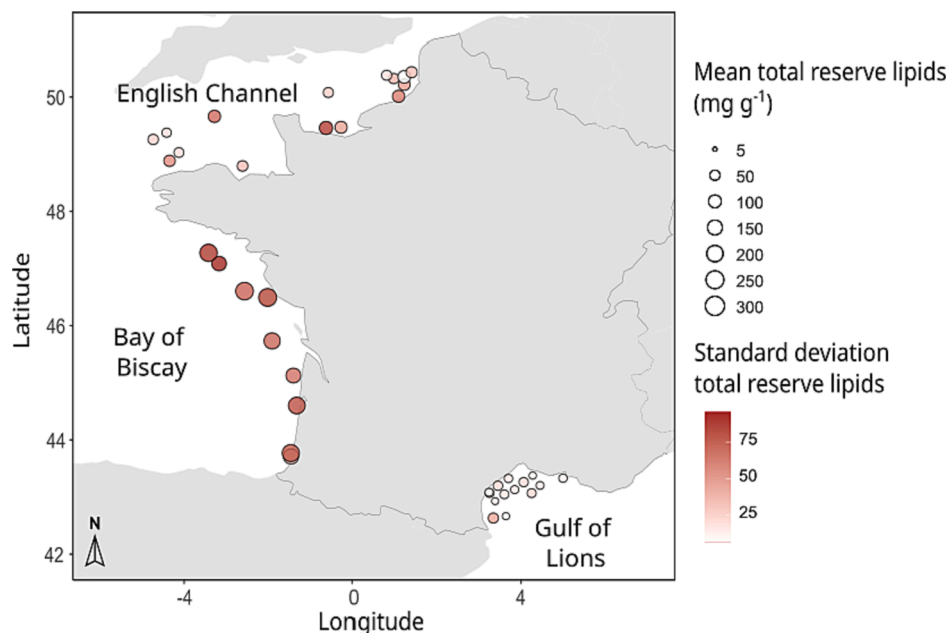 English Channel
Bay of
Biscay
Gulf of
Lions
N
50
48
46
44
42
Latitude
-4
0
4
Longitude
Mean total reserve lipids
(mg g⁻¹)
5
50
100
150
200
250
300
Standard deviation
total reserve lipids
75
50
25